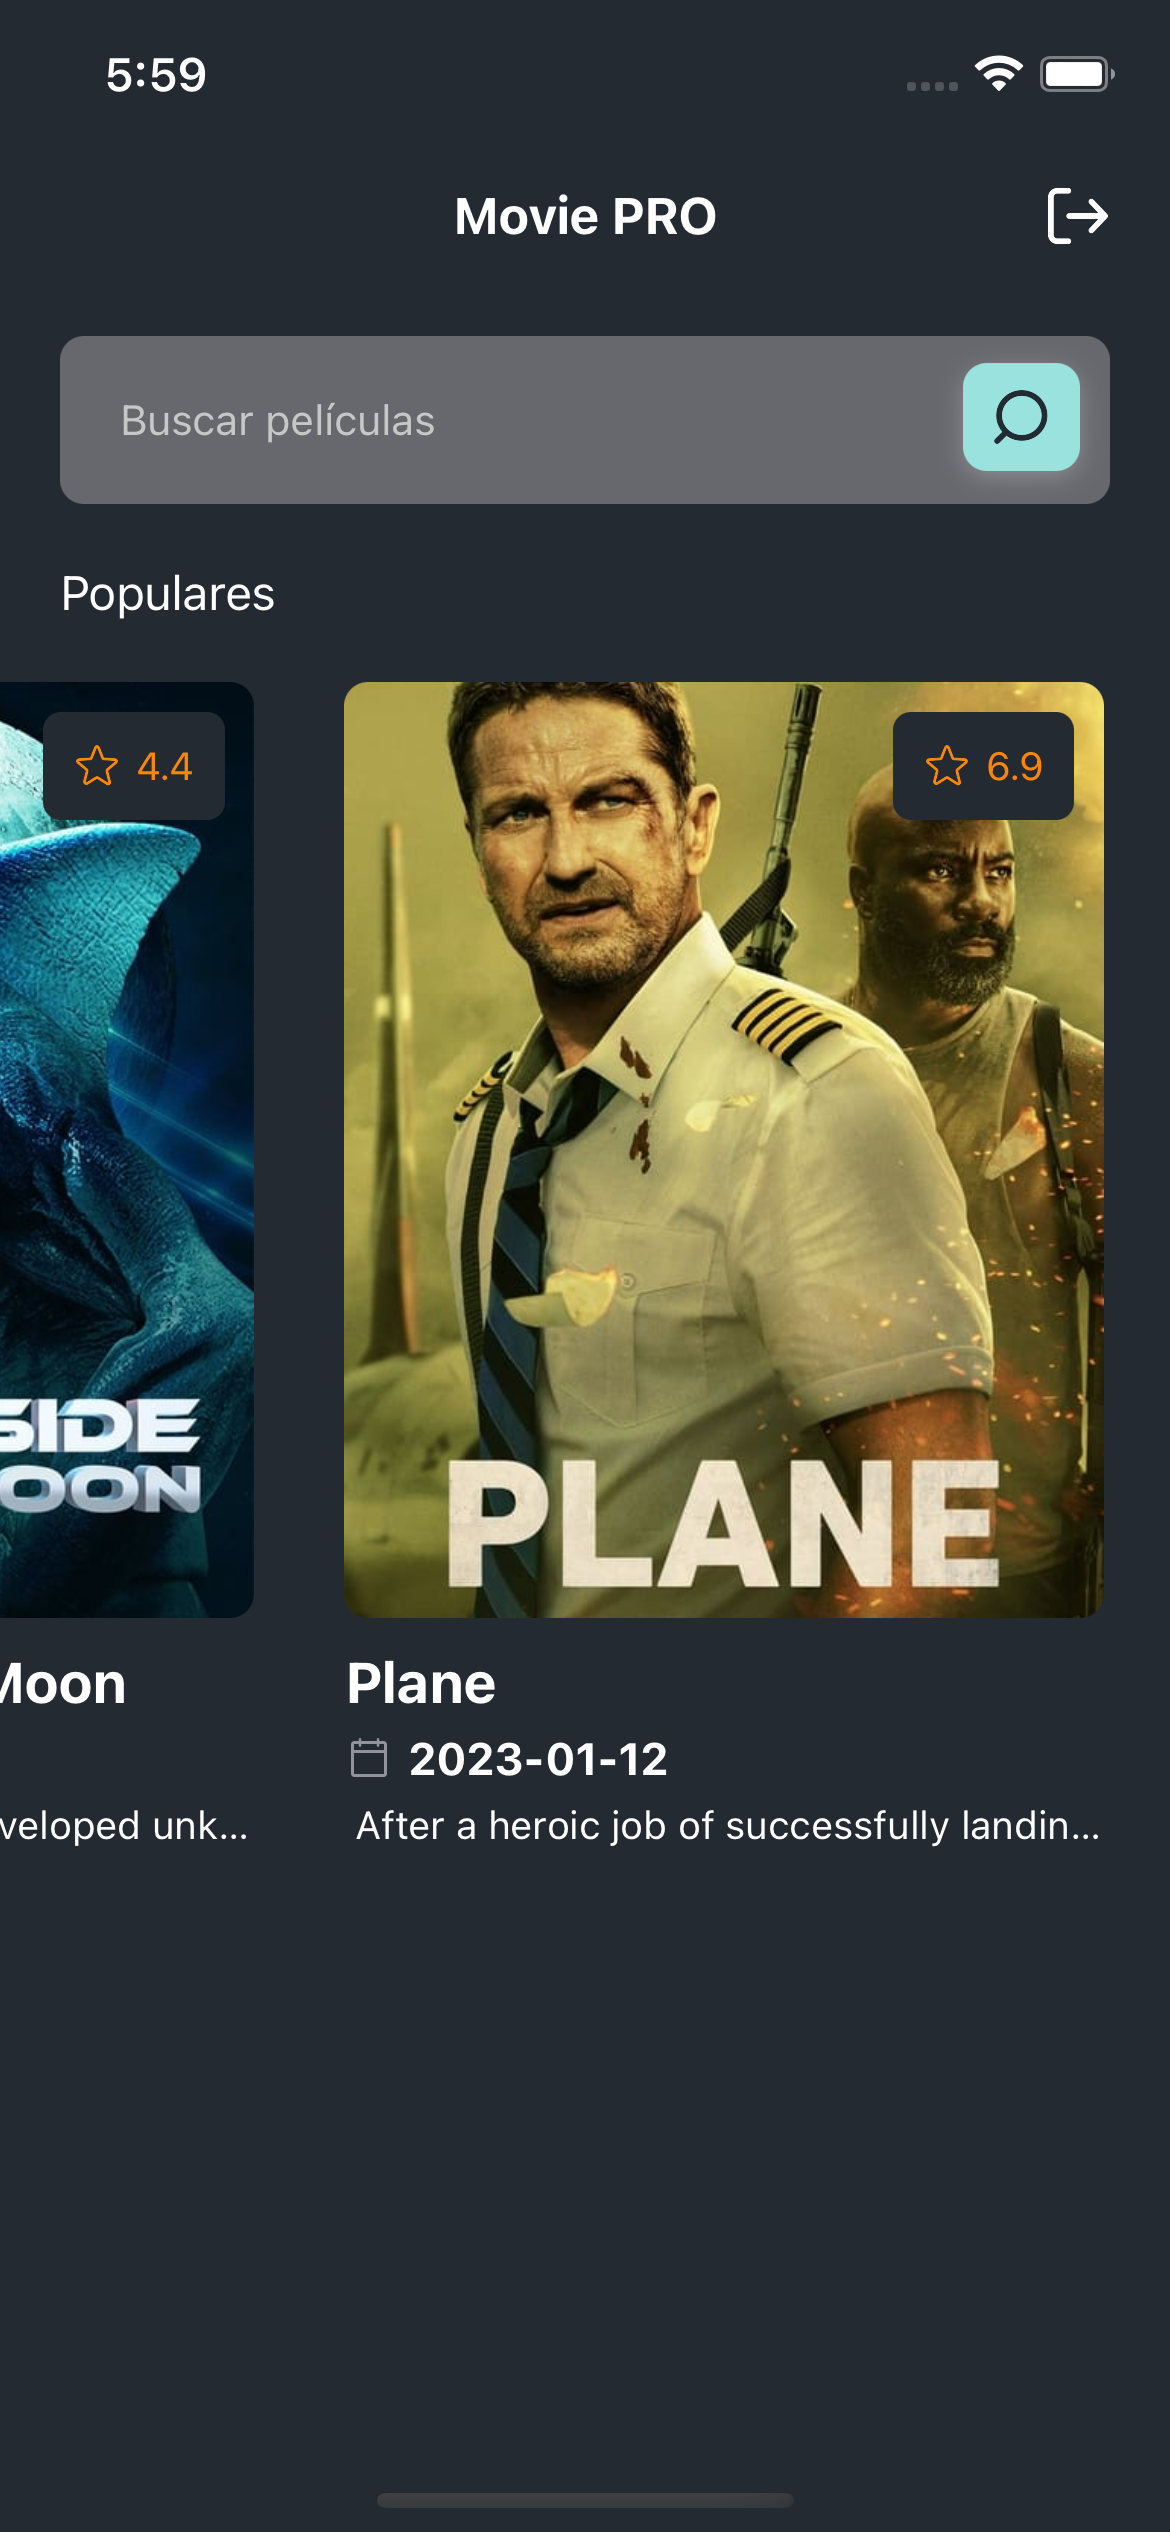 5:59
Movie PRO
Buscar películas
Populares
4.4
6.9
SIDE
OON
PLANE
Moon
Plane
2023-01-12
veloped unk...
After a heroic job of successfully landin...